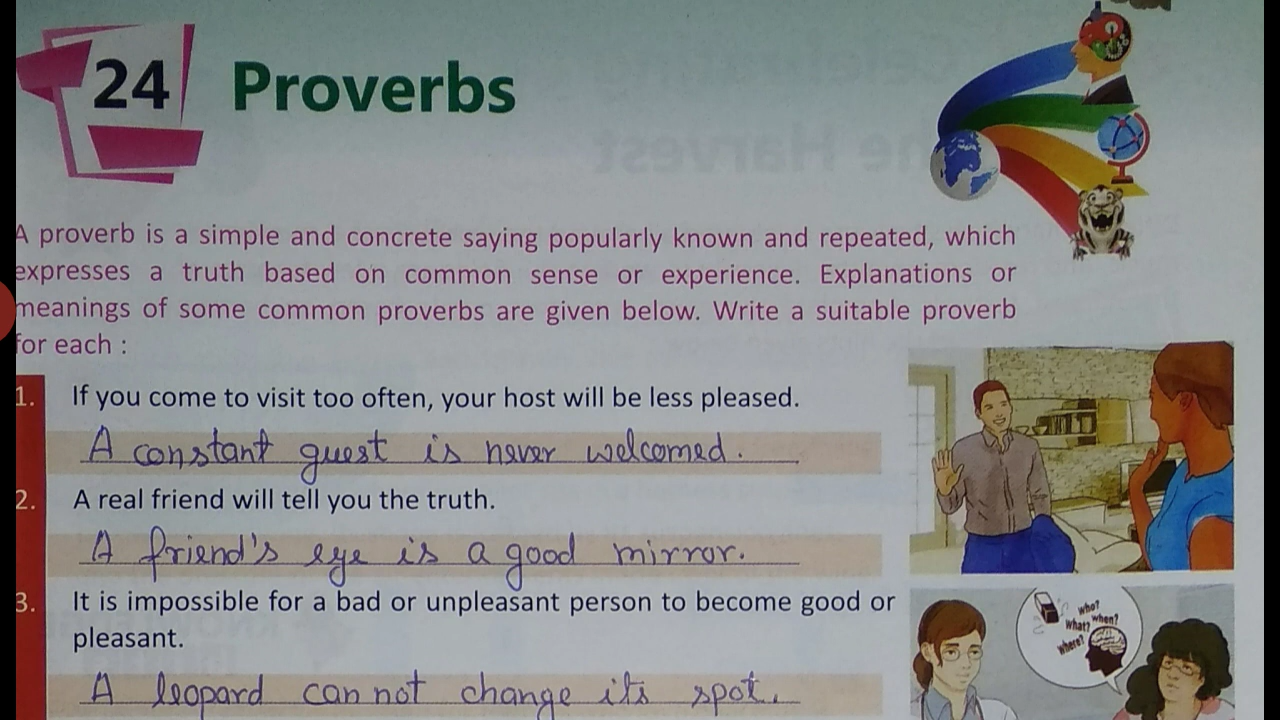 24 Proverbs
A proverb is a simple and concrete saying popularly known and repeated, which
expresses a truth based on common sense or experience. Explanations or
meanings of some common proverbs are given below. Write a suitable proverb
for each :
1. If you come to visit too often, your host will be less pleased.
A constant guest is never welcomed.
2. A real friend will tell you the truth.
A friend's eye is a good mirror.
3. It is impossible for a bad or unpleasant person to become good or
pleasant.
A leopard can not change its spot.
who?
what? when?
where?